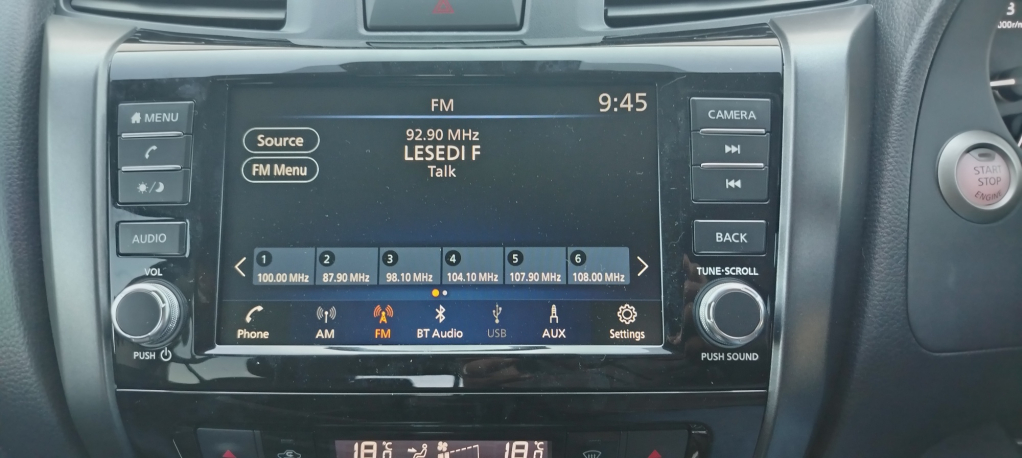 3
000r/m
MENU
AUDIO
VOL
PUSH
FM
9:45
Source
FM Menu
92.90 MHz
LESEDI F
Talk
1 2 3 4 5 6
100.00 MHz 87.90 MHz 98.10 MHz 104.10 MHz 107.90 MHz 108.00 MHz
Phone AM FM BT Audio USB AUX Settings
CAMERA
BACK
TUNE·SCROLL
PUSH SOUND
START
STOP
ENGINE
18°C 18°C